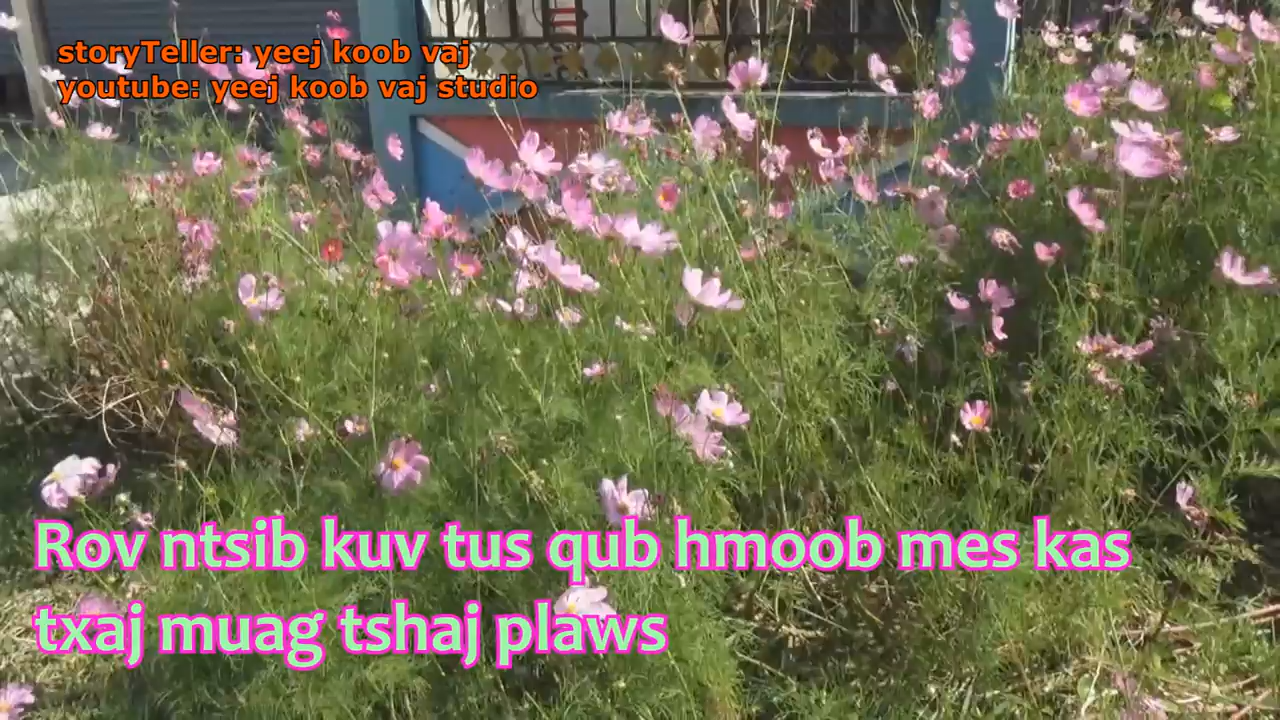 storyTeller: yeej koob vaj
youtube: yeej koob vaj studio
Rov ntsib kuv tus qub hmoob mes kas
txaj muag tshaj plaws